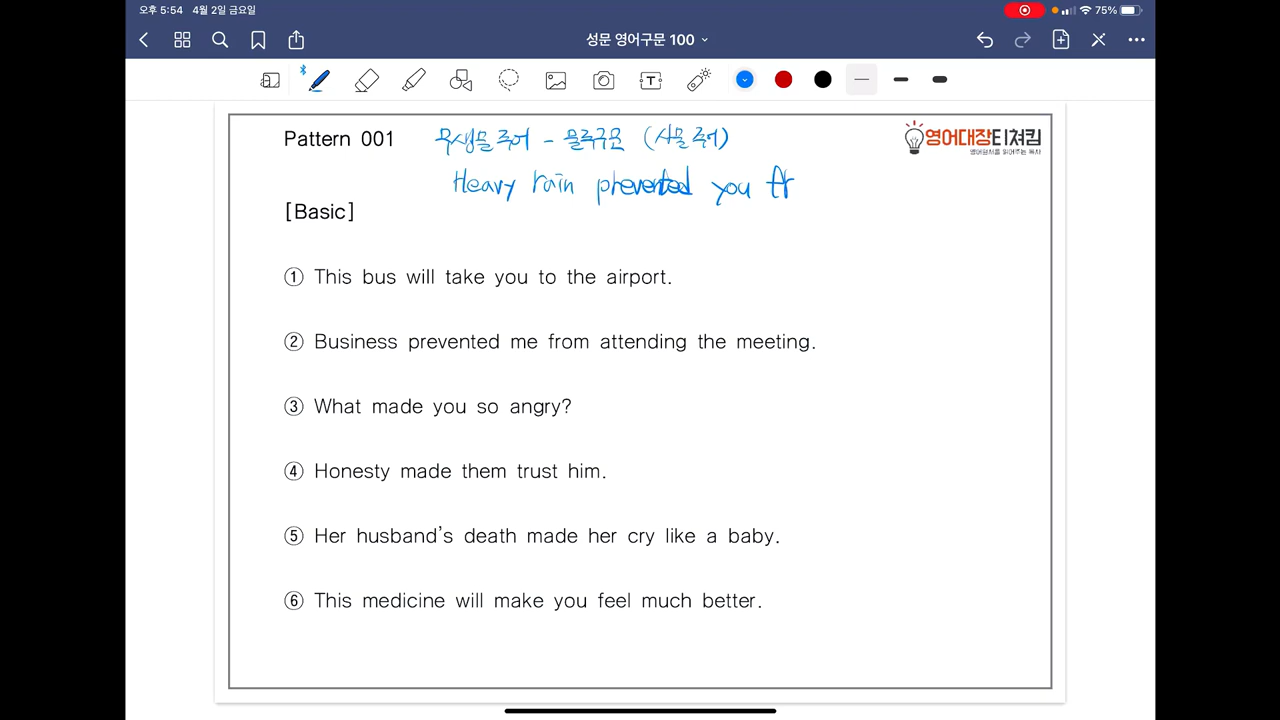 오후 5:54 4월 2일 금요일
75%
성문 영어구문 100
Pattern 001 무생물 주어 - 물주구문 (사물 주어)
영어대장티쳐킴
Heavy rain prevented you fr
[Basic]
① This bus will take you to the airport.
② Business prevented me from attending the meeting.
③ What made you so angry?
④ Honesty made them trust him.
⑤ Her husband's death made her cry like a baby.
⑥ This medicine will make you feel much better.